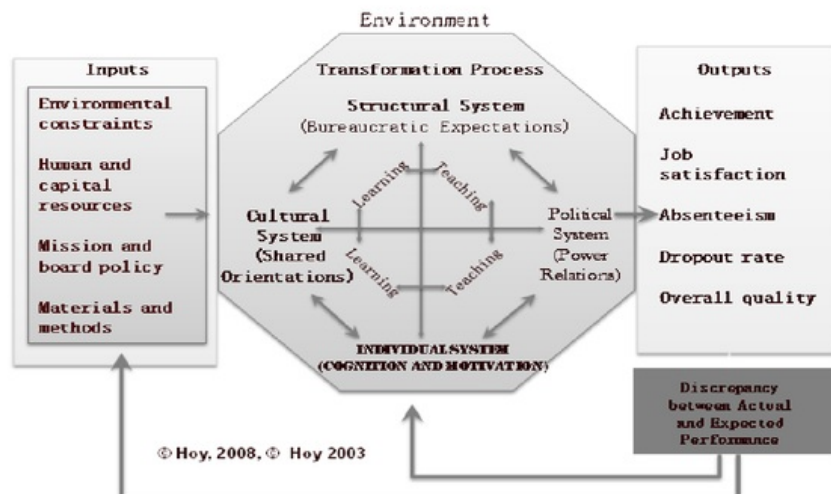 Environment
Inputs
Environmental
constraints
Human and
capital
resources
Mission and
board policy
Materials and
methods
Transformation Process
Structural System
(Bureaucratic Expectations)
Learning
Teaching
Cultural
System
(Shared
Orientations)
Political
System
(Power
Relations)
Learning
Teaching
INDIVIDUAL SYSTEM
(COGNITION AND MOTIVATION)
Outputs
Achievement
Job
satisfaction
Absenteeism
Dropout rate
Overall quality
Discrepancy
between Actual
and Expected
Performance
© Hoy, 2008, © Hoy 2003